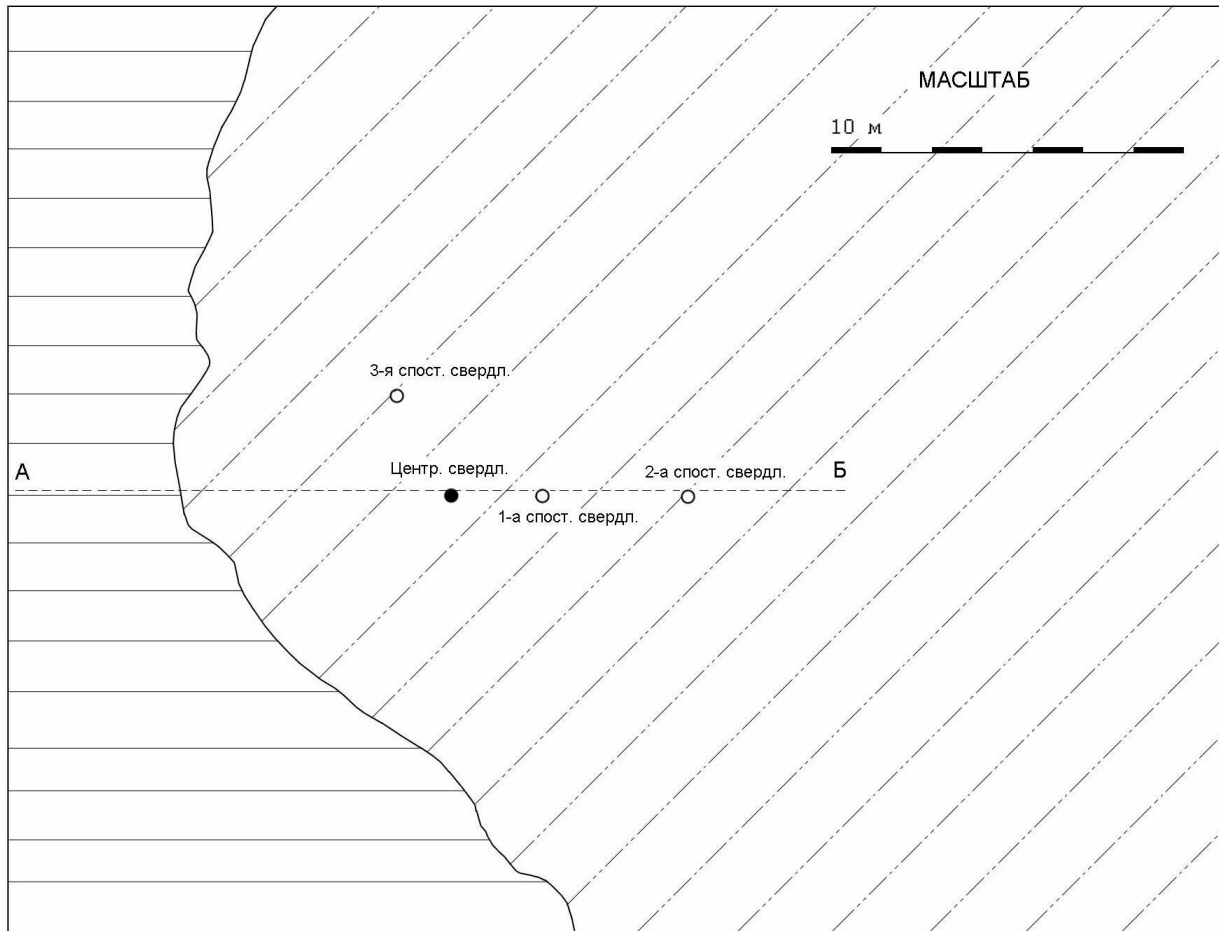 МАСШТАБ
10 м
3-я спост. свердл.
А
Центр. свердл.
2-а спост. свердл.
Б
1-а спост. свердл.